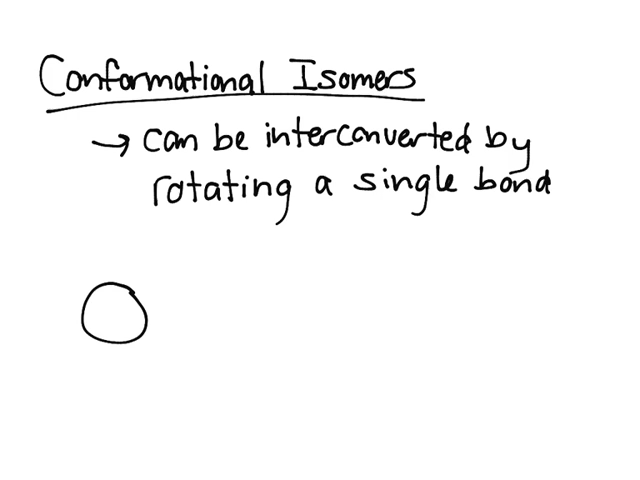 Conformational Isomers
→ can be interconverted by
rotating a single bond